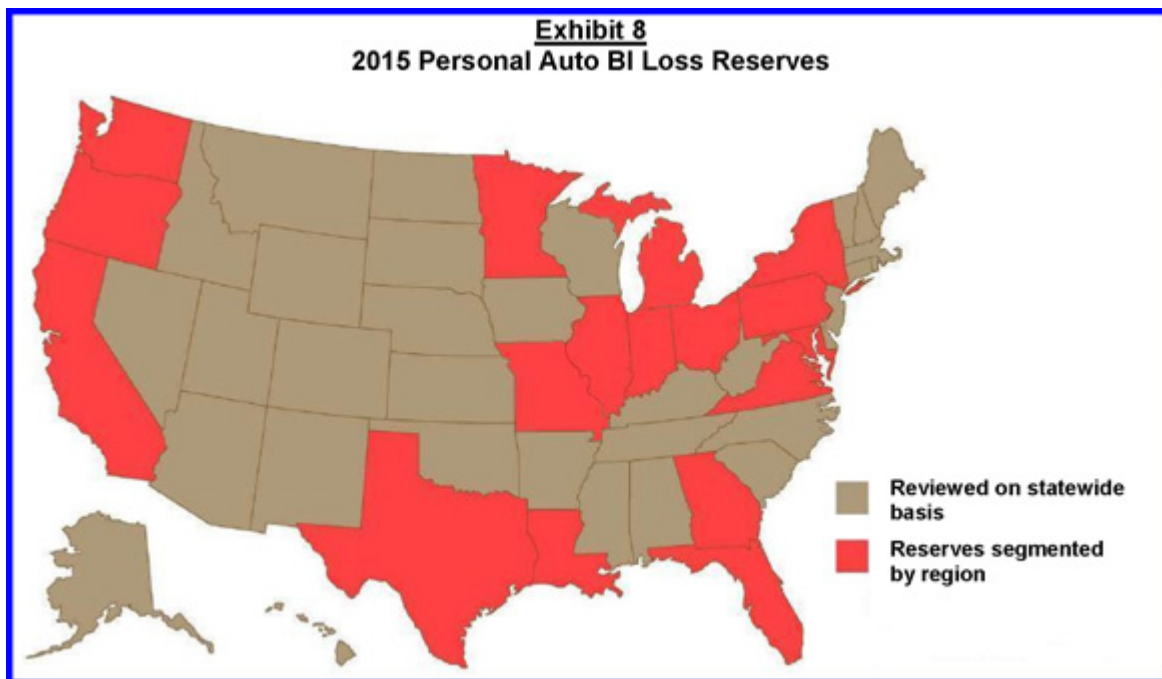 Exhibit 8
2015 Personal Auto BI Loss Reserves
Reviewed on statewide
basis
Reserves segmented
by region